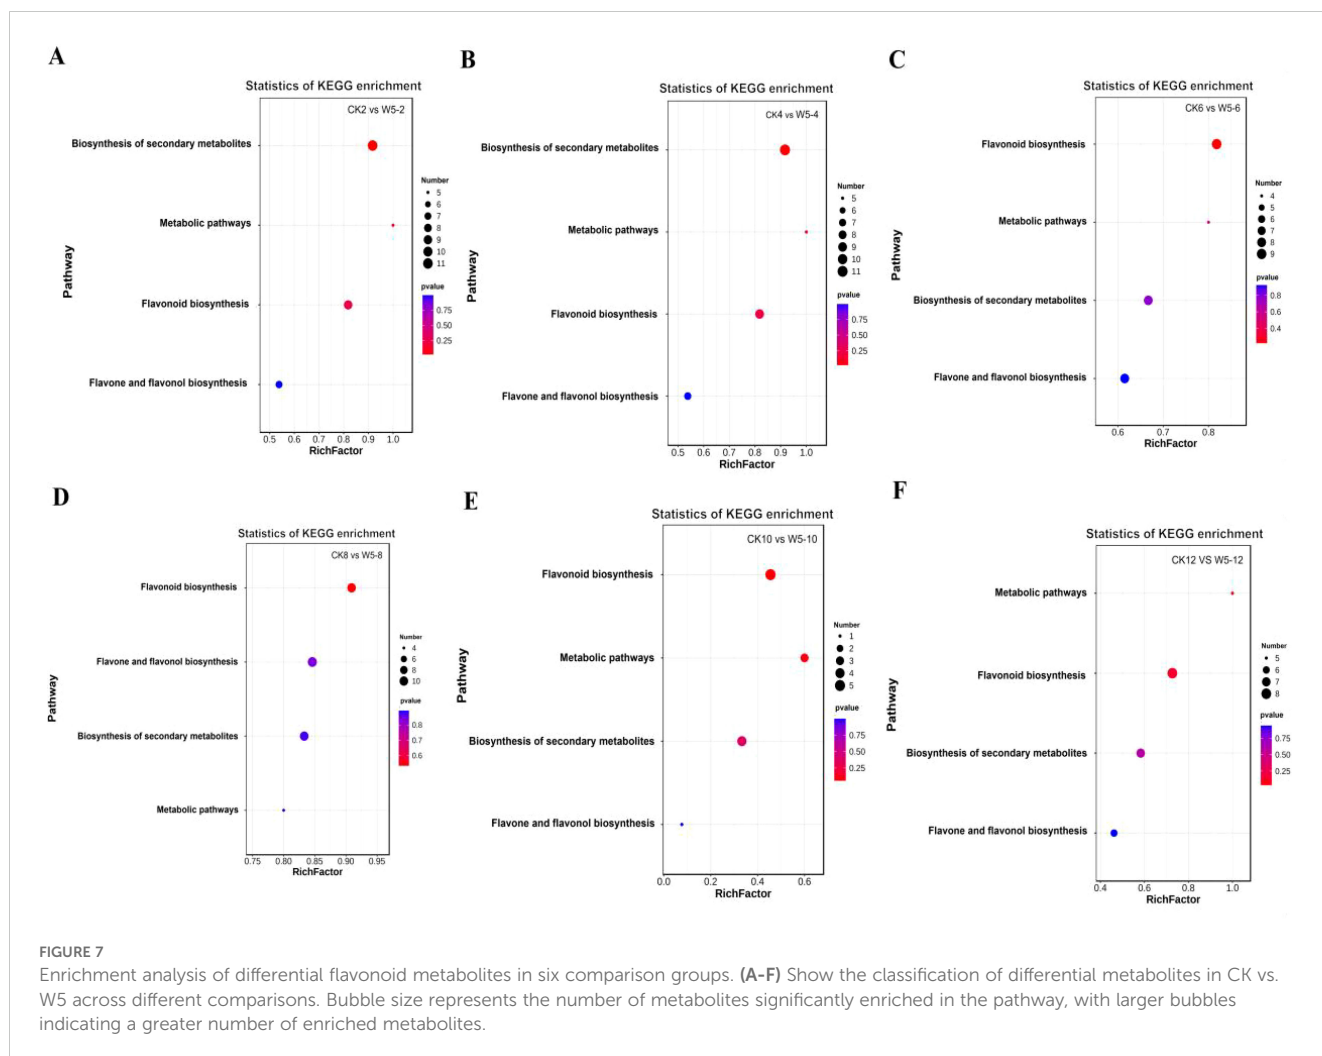 A
Statistics of KEGG enrichment
CK2 vs W5-2
Biosynthesis of secondary metabolites
Metabolic pathways
Flavonoid biosynthesis
Flavone and flavonol biosynthesis
Pathway
0.5 0.6 0.7 0.8 0.9 1.0
RichFactor
Number
5
6
7
8
9
10
11
pvalue
0.75
0.50
0.25
B
Statistics of KEGG enrichment
CK4 vs W5-4
Biosynthesis of secondary metabolites
Metabolic pathways
Flavonoid biosynthesis
Flavone and flavonol biosynthesis
Pathway
0.5 0.6 0.7 0.8 0.9 1.0
RichFactor
Number
5
6
7
8
9
10
11
pvalue
0.75
0.50
0.25
C
Statistics of KEGG enrichment
CK6 vs W5-6
Flavonoid biosynthesis
Metabolic pathways
Biosynthesis of secondary metabolites
Flavone and flavonol biosynthesis
Pathway
0.6 0.7 0.8
RichFactor
Number
4
5
6
7
8
9
pvalue
0.8
0.6
0.4
D
Statistics of KEGG enrichment
CK8 vs W5-8
Flavonoid biosynthesis
Flavone and flavonol biosynthesis
Biosynthesis of secondary metabolites
Metabolic pathways
Pathway
0.75 0.80 0.85 0.90 0.95
RichFactor
Number
4
6
8
10
pvalue
0.8
0.7
0.6
E
Statistics of KEGG enrichment
CK10 vs W5-10
Flavonoid biosynthesis
Metabolic pathways
Biosynthesis of secondary metabolites
Flavone and flavonol biosynthesis
Pathway
0.0 0.2 0.4 0.6
RichFactor
Number
1
2
3
4
5
pvalue
0.75
0.50
0.25
F
Statistics of KEGG enrichment
CK12 VS W5-12
Metabolic pathways
Flavonoid biosynthesis
Biosynthesis of secondary metabolites
Flavone and flavonol biosynthesis
Pathway
0.4 0.6 0.8 1.0
RichFactor
Number
5
6
7
8
pvalue
0.75
0.50
0.25
FIGURE 7
Enrichment analysis of differential flavonoid metabolites in six comparison groups. (A-F) Show the classification of differential metabolites in CK vs.
W5 across different comparisons. Bubble size represents the number of metabolites significantly enriched in the pathway, with larger bubbles
indicating a greater number of enriched metabolites.